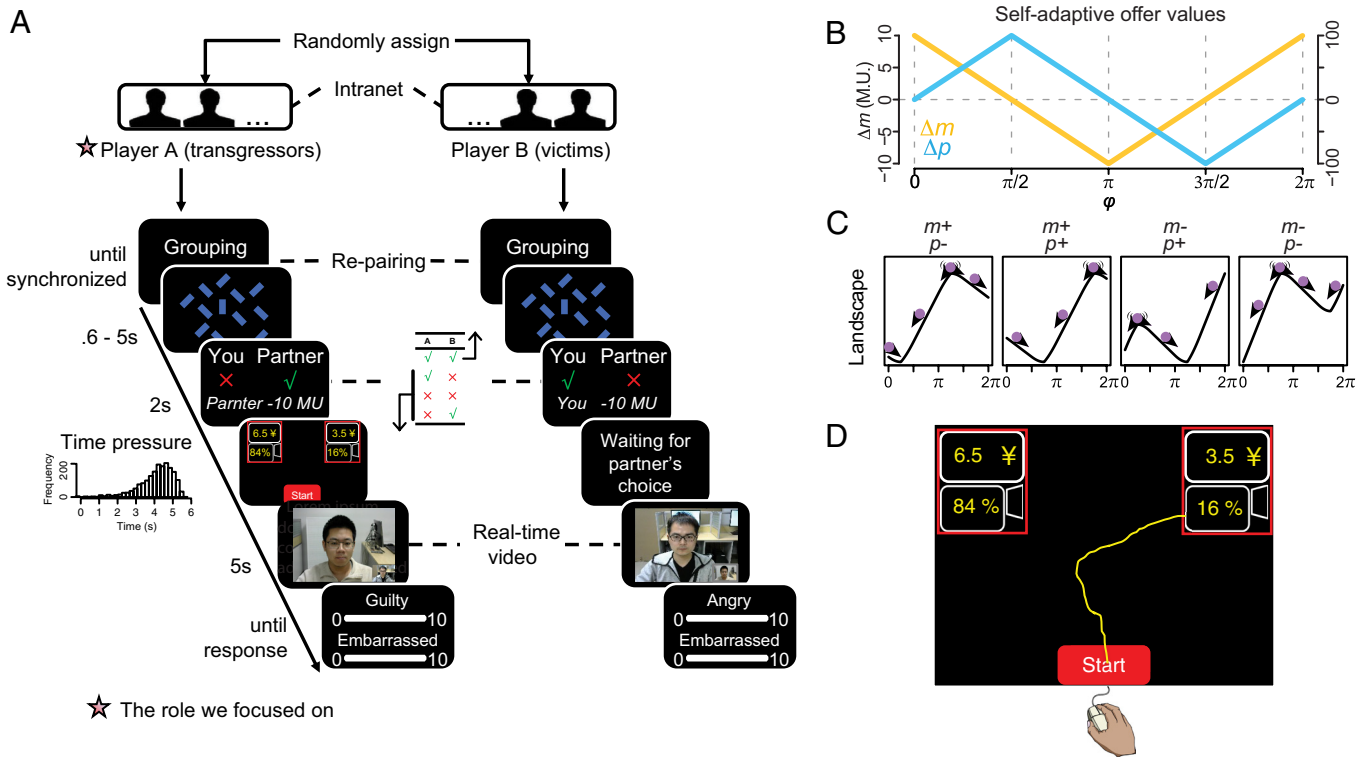 A
Randomly assign
Intranet
...
...
Player A (transgressors)
Player B (victims)
until
synchronized
Grouping
Re-pairing
Grouping
.6 - 5s
You Partner
× √
Parnter -10 MU
A B
√ √
√ ×
× ×
× √
You Partner
√ ×
You -10 MU
2s
6.5 ¥ 3.5 ¥
84% 16%
Start
Waiting for
partner's
choice
Time pressure
Frequency
0 200
0 1 2 3 4 5 6
Time (s)
Real-time
video
5s
Guilty
0 10
Embarrassed
0 10
Angry
0 10
Embarrassed
0 10
until
response
The role we focused on
B
Self-adaptive offer values
Δm (M.U.)
10
5
0
−5
−10
100
0
−100
Δm
Δp
0 π/2 π 3π/2 2π
φ
C
m+ m+ m- m-
p- p+ p+ p-
Landscape
0 π 2π 0 π 2π 0 π 2π 0 π 2π
D
6.5 ¥ 3.5 ¥
84 % 16 %
Start